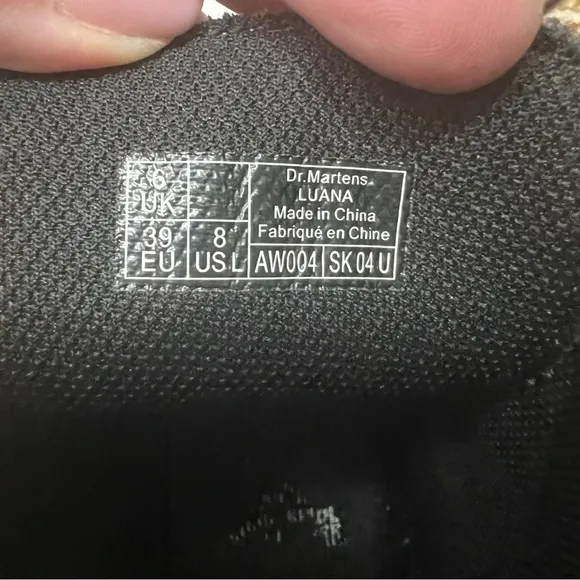 6
UK
39
EU
8
US L
Dr.Martens
LUANA
Made in China
Fabriqué en Chine
AW004
SK 04 U